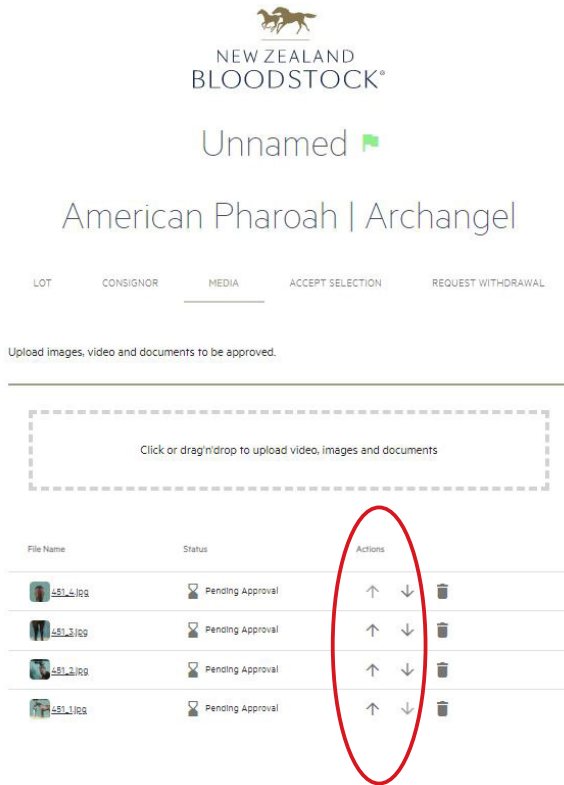 NEW ZEALAND
BLOODSTOCK®
Unnamed
American Pharoah | Archangel
LOT CONSIGNOR MEDIA ACCEPT SELECTION REQUEST WITHDRAWAL
Upload images, video and documents to be approved.
Click or drag'n'drop to upload video, images and documents
File Name Status Actions
451_4.jpg Pending Approval
451_3.jpg Pending Approval
451_2.jpg Pending Approval
451_1.jpg Pending Approval